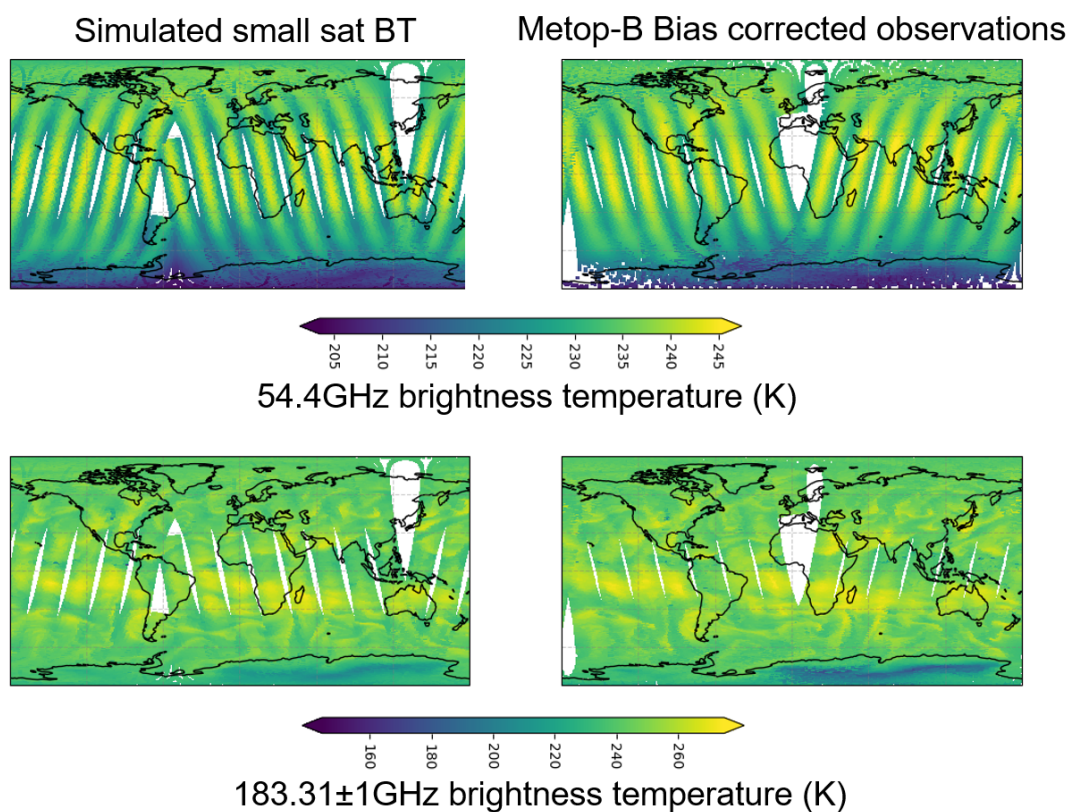 Simulated small sat BT
Metop-B Bias corrected observations
205 210 215 220 225 230 235 240 245
54.4GHz brightness temperature (K)
160 180 200 220 240 260
183.31±1GHz brightness temperature (K)